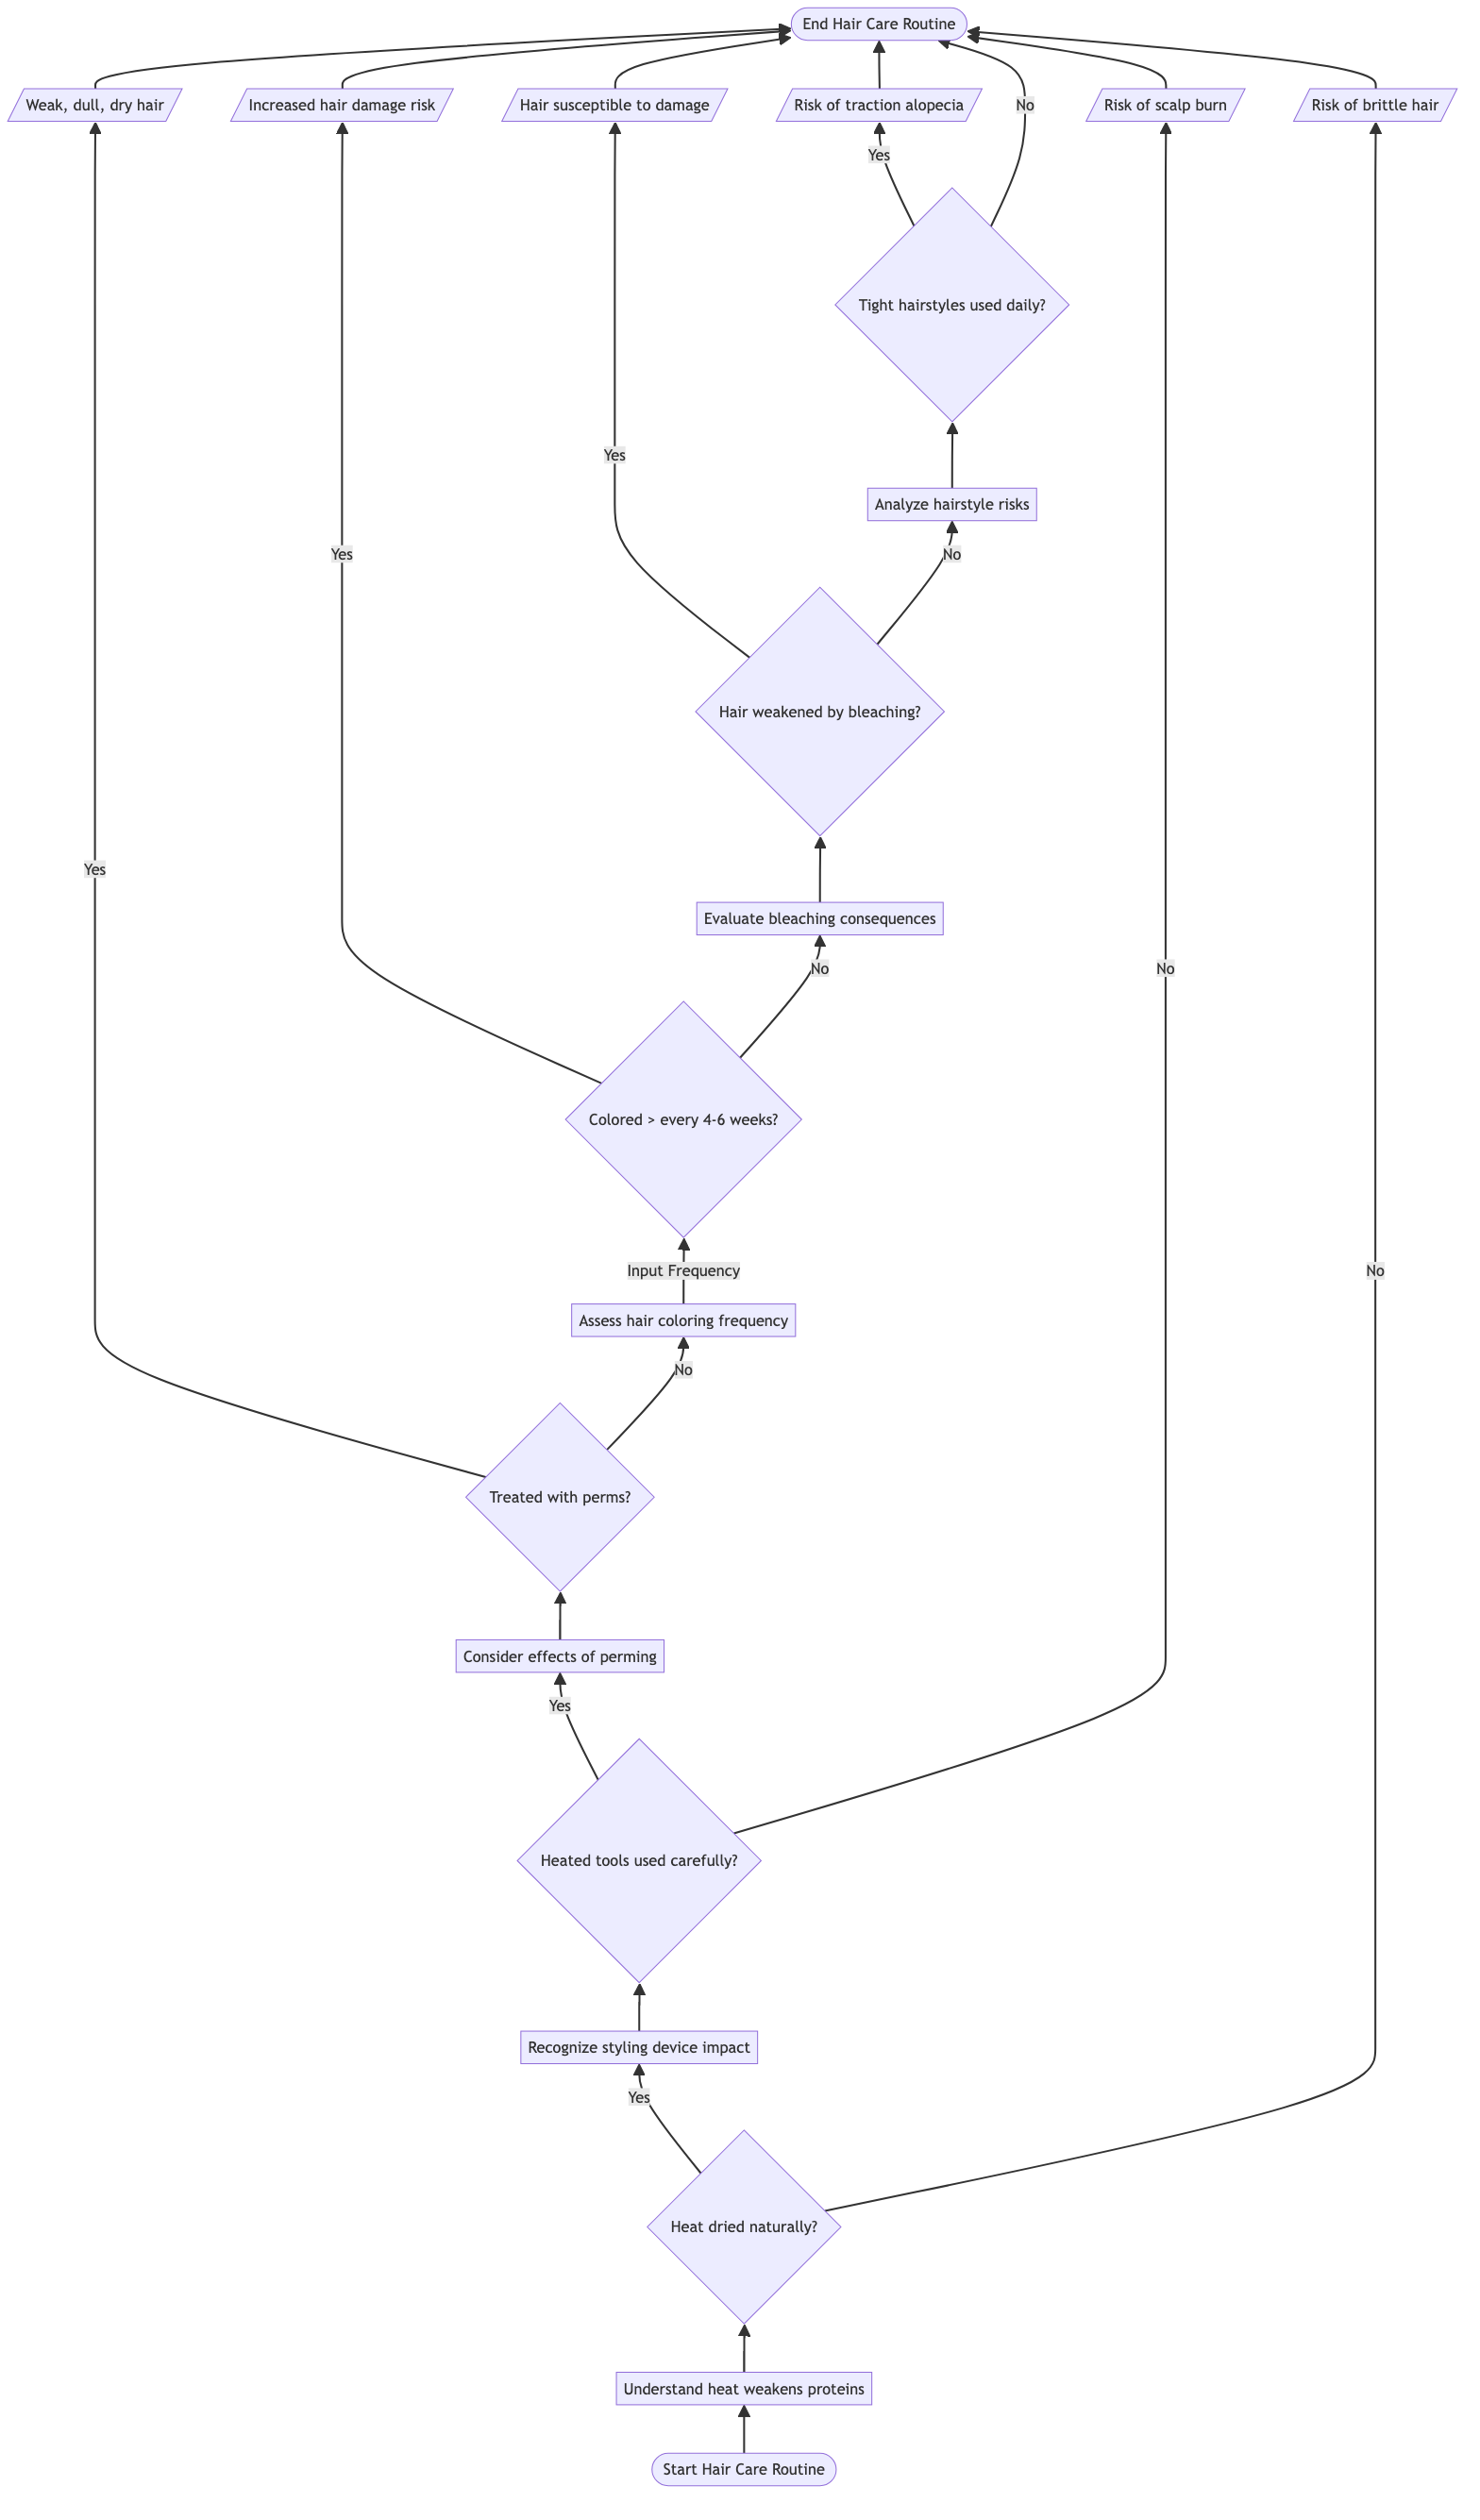 End Hair Care Routine
Weak, dull, dry hair
Increased hair damage risk
Hair susceptible to damage
Risk of traction alopecia
No
Risk of scalp burn
Risk of brittle hair
Yes
Tight hairstyles used daily?
Yes
Analyze hairstyle risks
Yes
No
Hair weakened by bleaching?
Yes
Evaluate bleaching consequences
No
No
Colored > every 4-6 weeks?
Input Frequency
No
Assess hair coloring frequency
No
Treated with perms?
Consider effects of perming
Yes
Heated tools used carefully?
Recognize styling device impact
Yes
Heat dried naturally?
Understand heat weakens proteins
Start Hair Care Routine